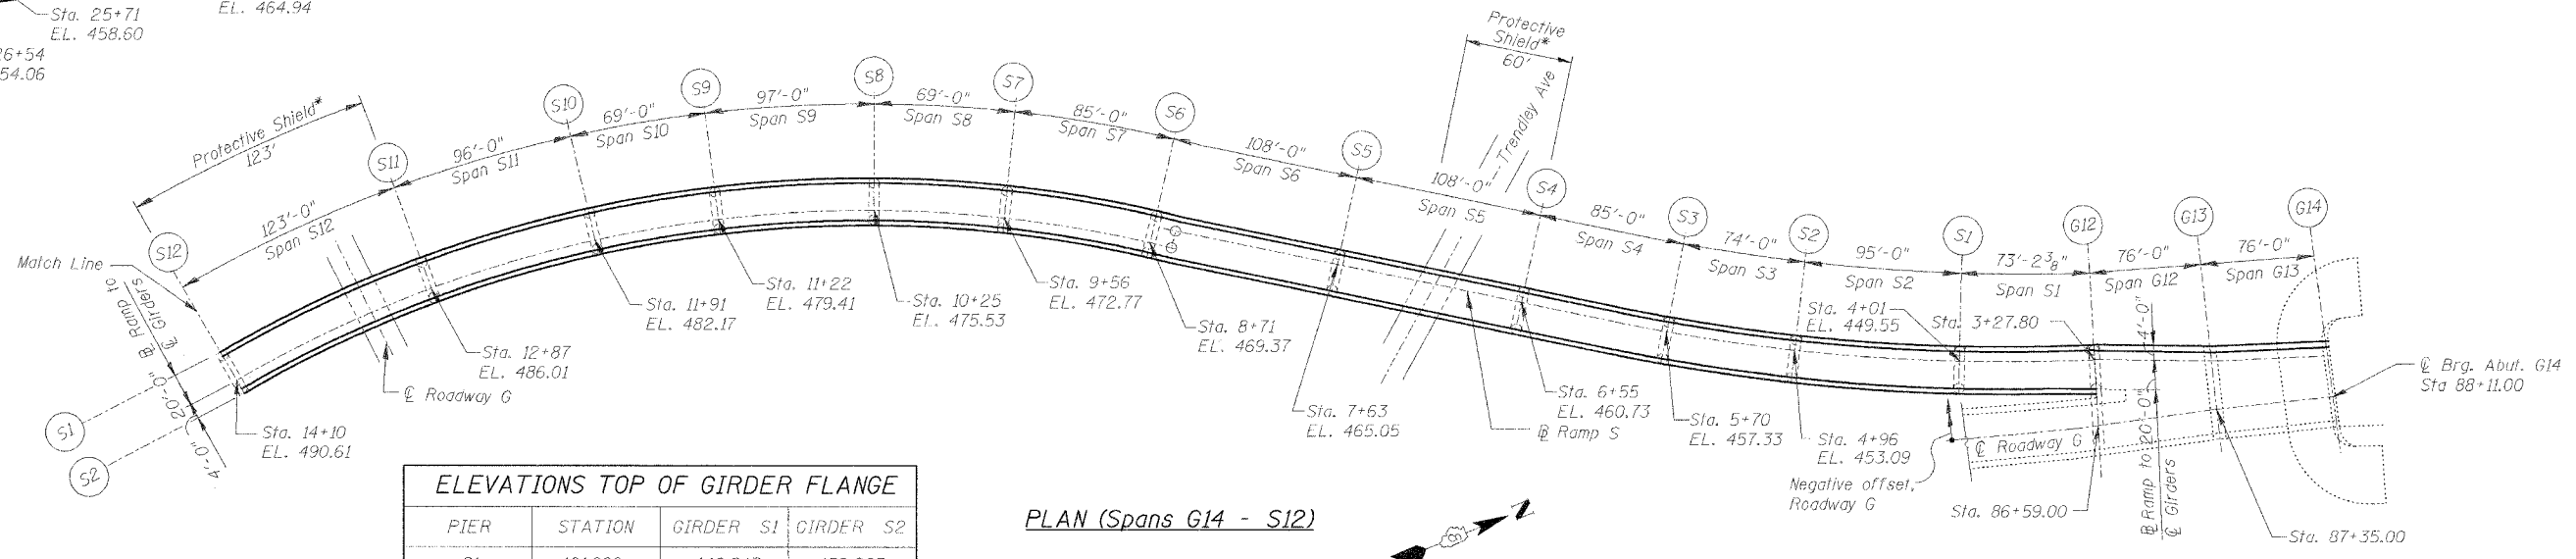 Sta. 25+71
EL. 458.60
EL. 464.94
26+54
54.06
Protective Shield*
123'
123'-0"
Span S12
96'-0"
Span S11
69'-0"
Span S10
97'-0"
Span S9
69'-0"
Span S8
85'-0"
Span S7
108'-0"
Span S6
108'-0"
Span S5
85'-0"
Span S4
74'-0"
Span S3
95'-0"
Span S2
73'-2 3/8"
Span S1
76'-0"
Span G12
76'-0"
Span G13
Protective
Shield*
60'
Trendley Ave
S12
S11
S10
S9
S8
S7
S6
S5
S4
S3
S2
S1
G12
G13
G14
Match Line
20'-0" ⅊ Ramp to
℄ Girders
4'-0"
S1
S2
Sta. 14+10
EL. 490.61
℄ Roadway G
Sta. 12+87
EL. 486.01
Sta. 11+91
EL. 482.17
Sta. 11+22
EL. 479.41
Sta. 10+25
EL. 475.53
Sta. 9+56
EL. 472.77
Sta. 8+71
EL. 469.37
Sta. 7+63
EL. 465.05
⅊ Ramp S
Sta. 6+55
EL. 460.73
Sta. 5+70
EL. 457.33
Sta. 4+96
EL. 453.09
Sta. 4+01
EL. 449.55
Sta. 3+27.80
4'-0"
℄ Brg. Abut. G14
Sta 88+11.00
℄ Roadway G
Negative offset,
Roadway G
Sta. 86+59.00
⅊ Ramp to 20'-0"
℄ Girders
Sta. 87+35.00
ELEVATIONS TOP OF GIRDER FLANGE
PIER STATION GIRDER S1 GIRDER S2
PLAN (Spans G14 - S12)
N